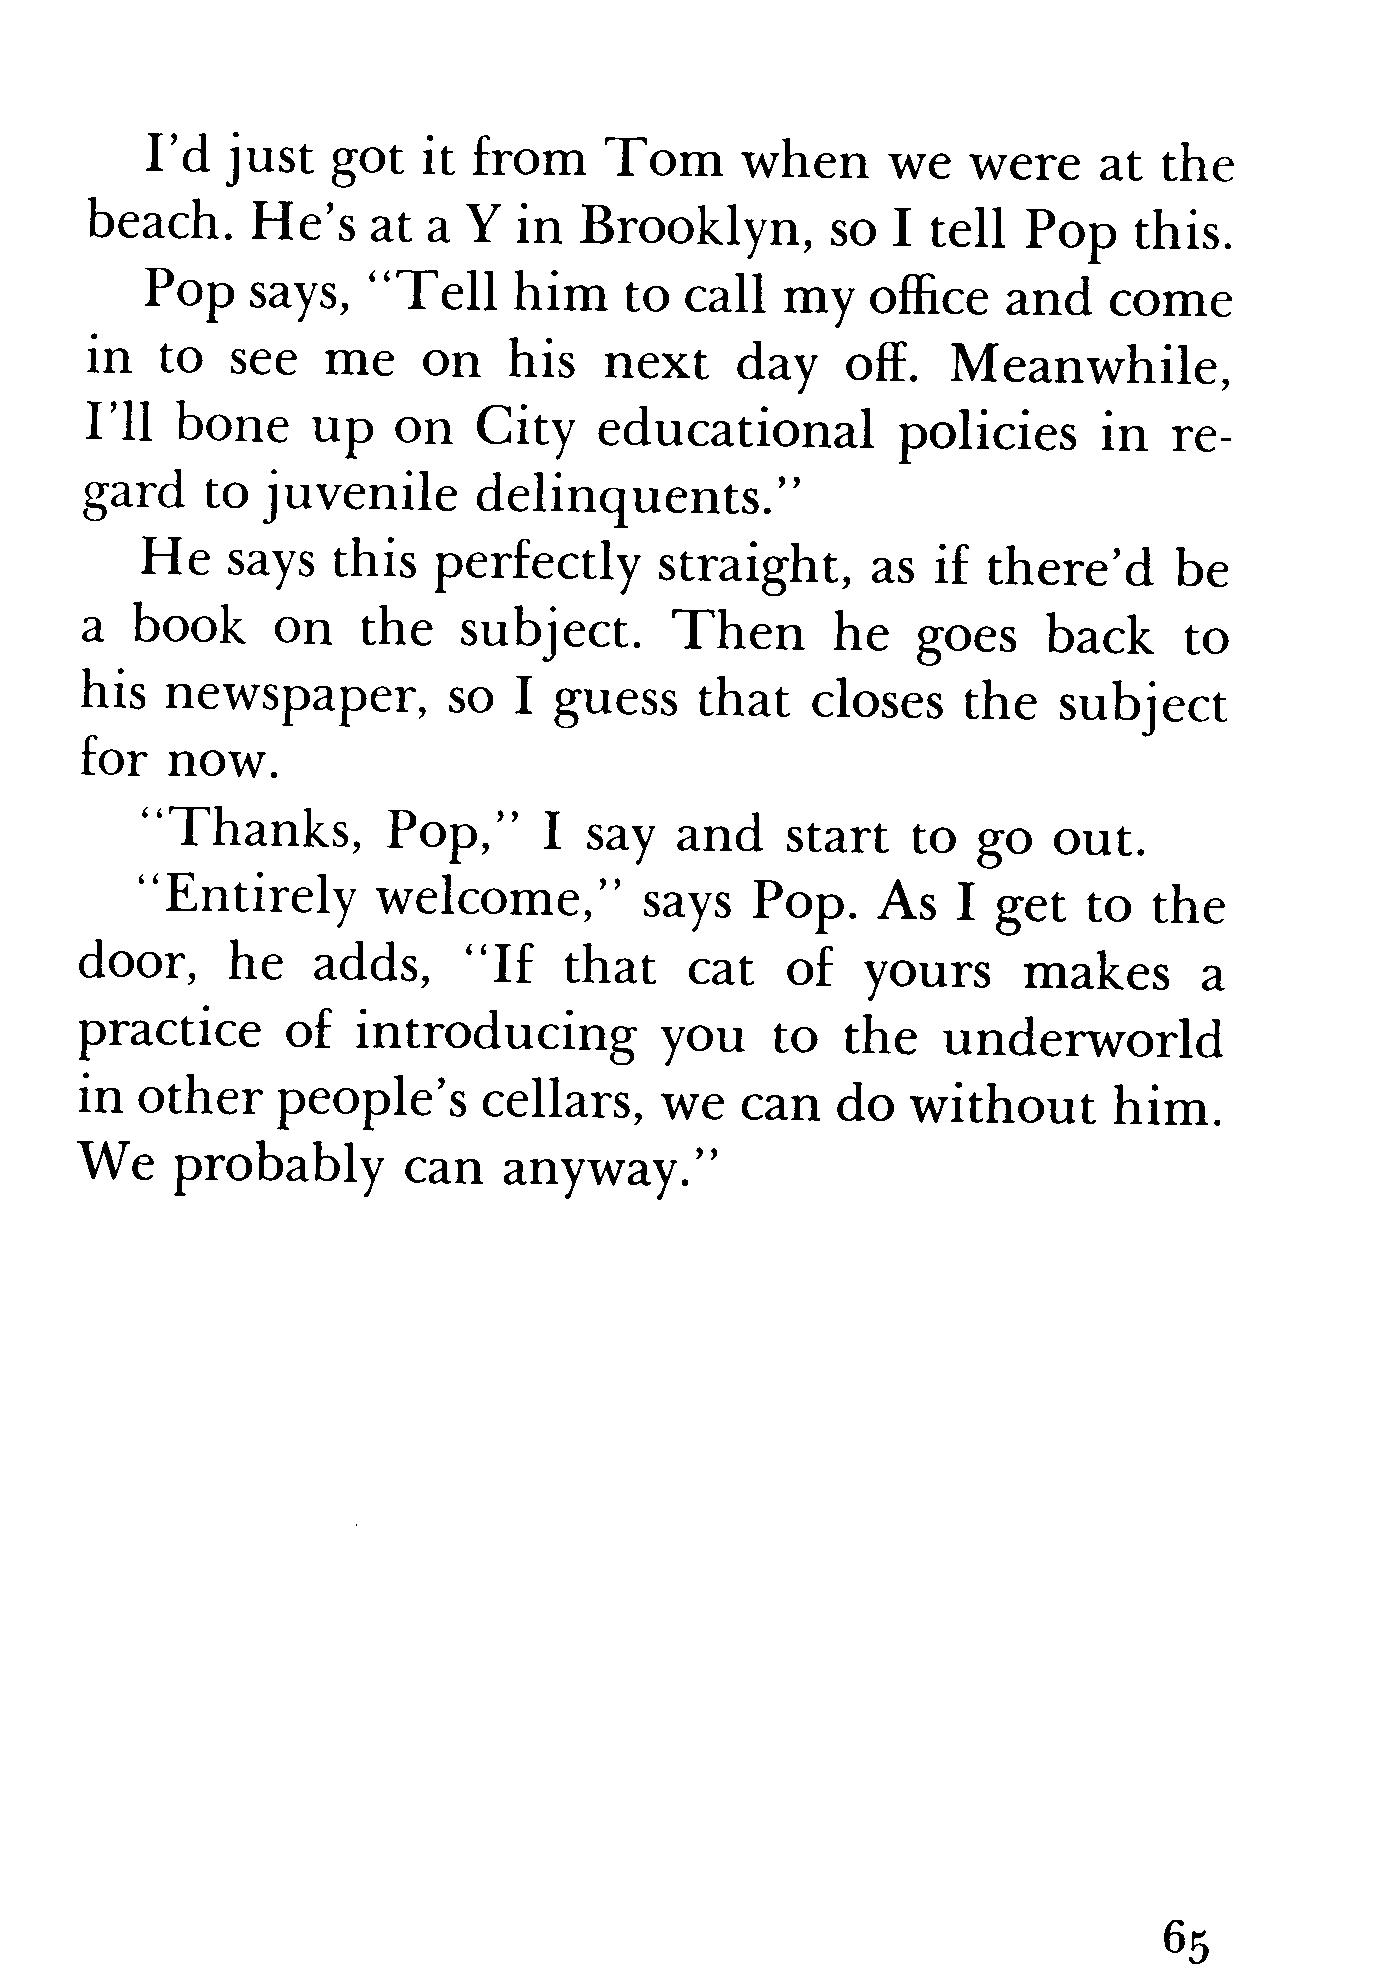 I'd just got it from Tom when we were at the
beach. He's at a Y in Brooklyn, so I tell Pop this.
Pop says, "Tell him to call my office and come
in to see me on his next day off. Meanwhile,
I'll bone up on City educational policies in re-
gard to juvenile delinquents."
He says this perfectly straight, as if there'd be
a book on the subject. Then he goes back to
his newspaper, so I guess that closes the subject
for now.
"Thanks, Pop," I say and start to go out.
"Entirely welcome," says Pop. As I get to the
door, he adds, "If that cat of yours makes a
practice of introducing you to the underworld
in other people's cellars, we can do without him.
We probably can anyway."
65